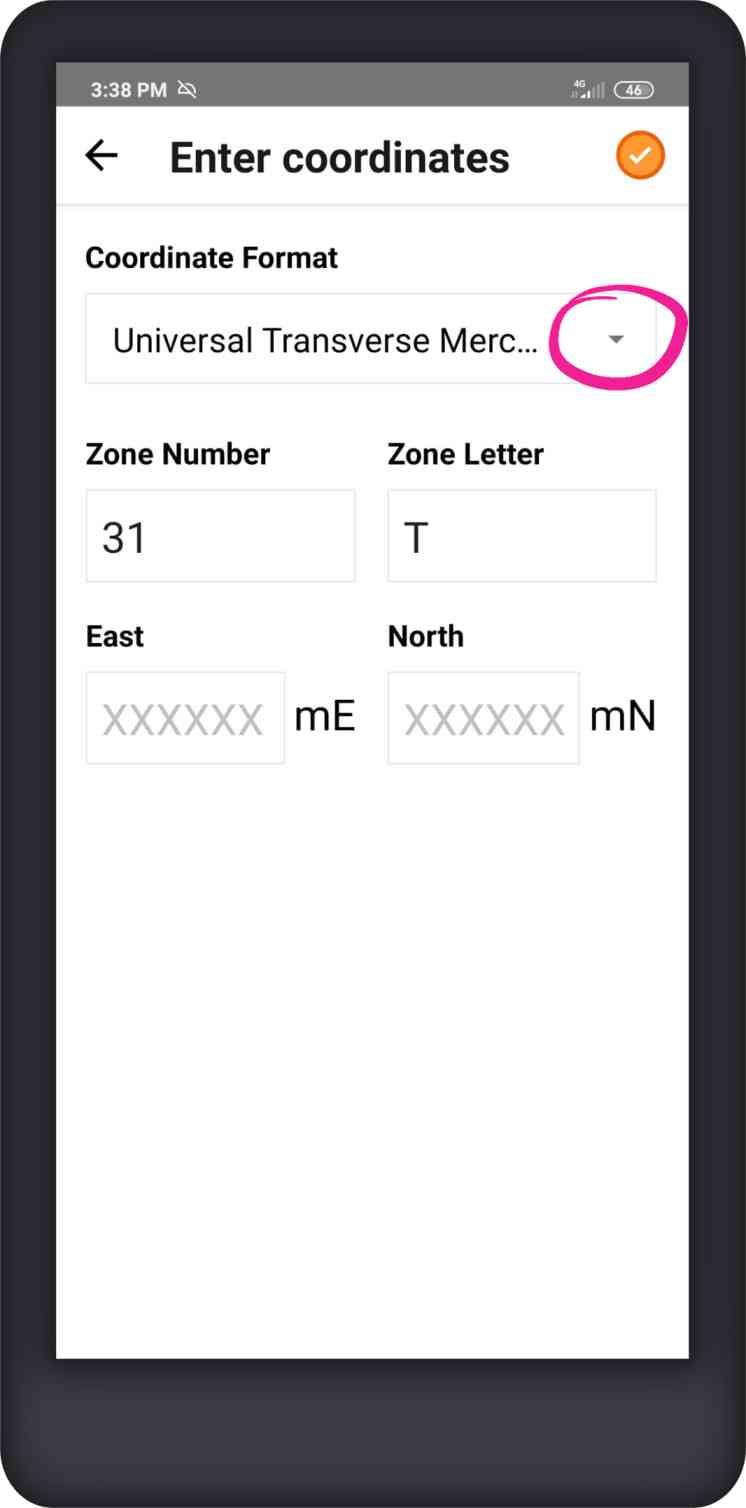 3:38 PM 4G 46
Enter coordinates
Coordinate Format
Universal Transverse Merc...
Zone Number Zone Letter
31 T
East North
XXXXXX mE XXXXXX mN